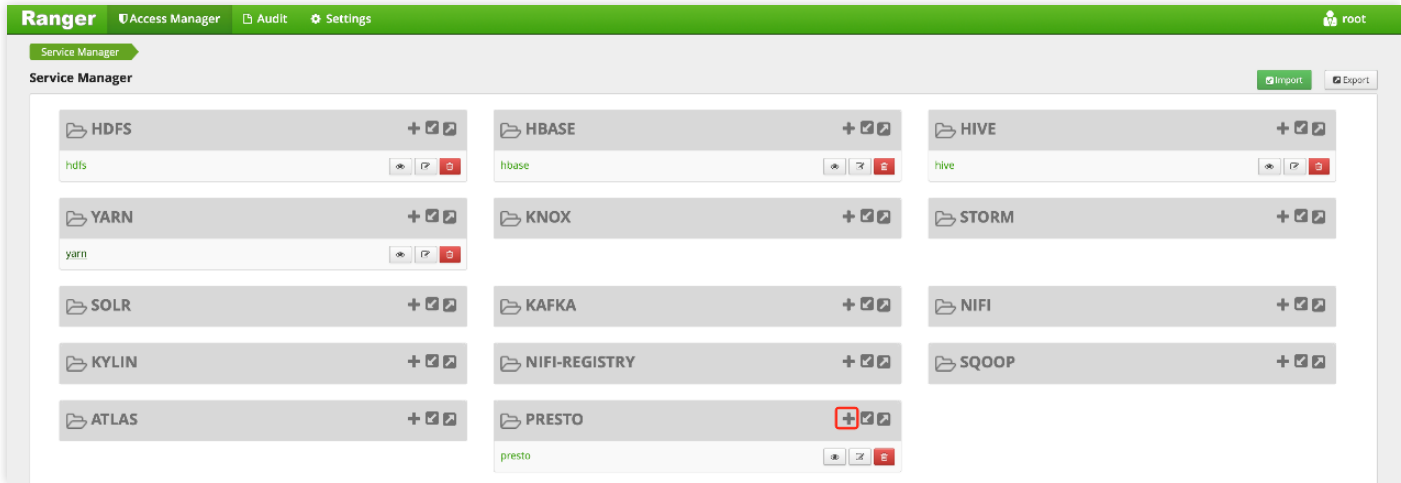 Ranger Access Manager Audit Settings root
Service Manager
Service Manager Import Export
HDFS HBASE HIVE
hdfs hbase hive
YARN KNOX STORM
yarn
SOLR KAFKA NIFI
KYLIN NIFI-REGISTRY SQOOP
ATLAS PRESTO
presto